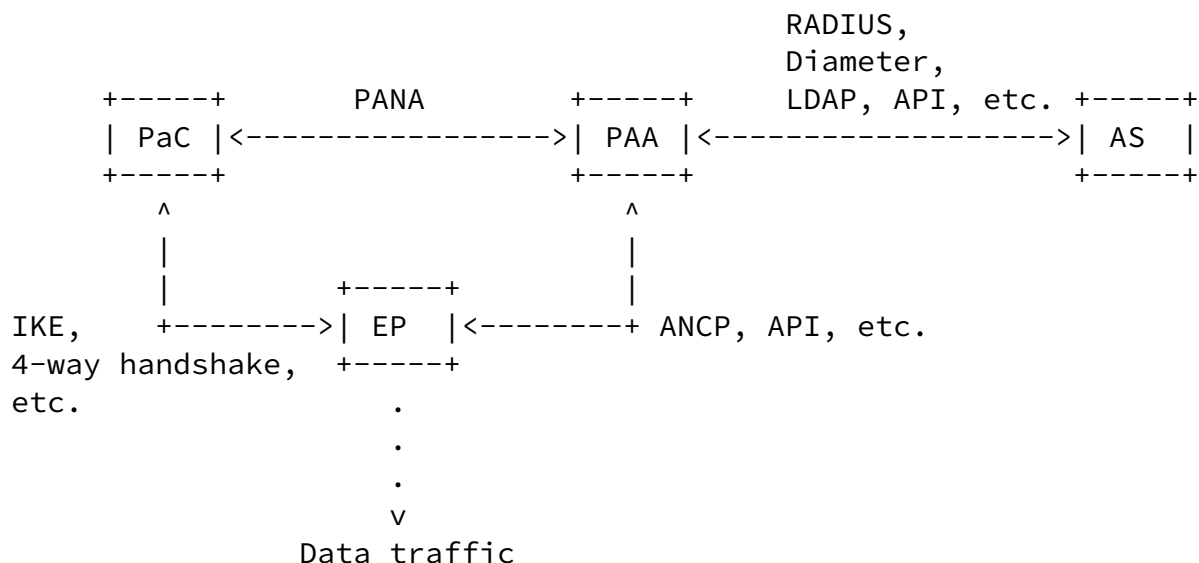 RADIUS,
Diameter,
+-----+ PANA +-----+ LDAP, API, etc. +-----+
| PaC |<----------------->| PAA |<------------------->| AS |
+-----+ +-----+ +-----+
^ ^
| |
| +-----+ |
IKE, +-------->| EP |<--------+ ANCP, API, etc.
4-way handshake, +-----+
etc. .
.
.
v
Data traffic